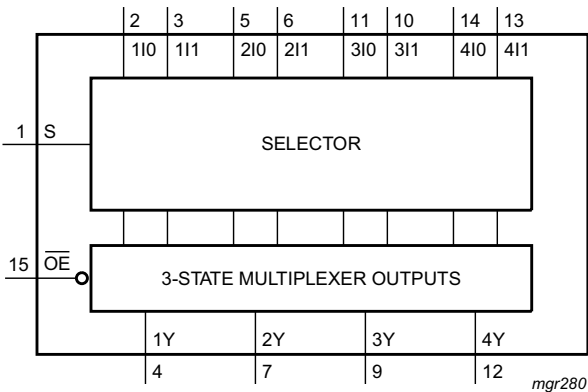 2 3 5 6 11 10 14 13
1I0 1I1 2I0 2I1 3I0 3I1 4I0 4I1
1 S
SELECTOR
15 O̅E̅
3-STATE MULTIPLEXER OUTPUTS
1Y 2Y 3Y 4Y
4 7 9 12
mgr280